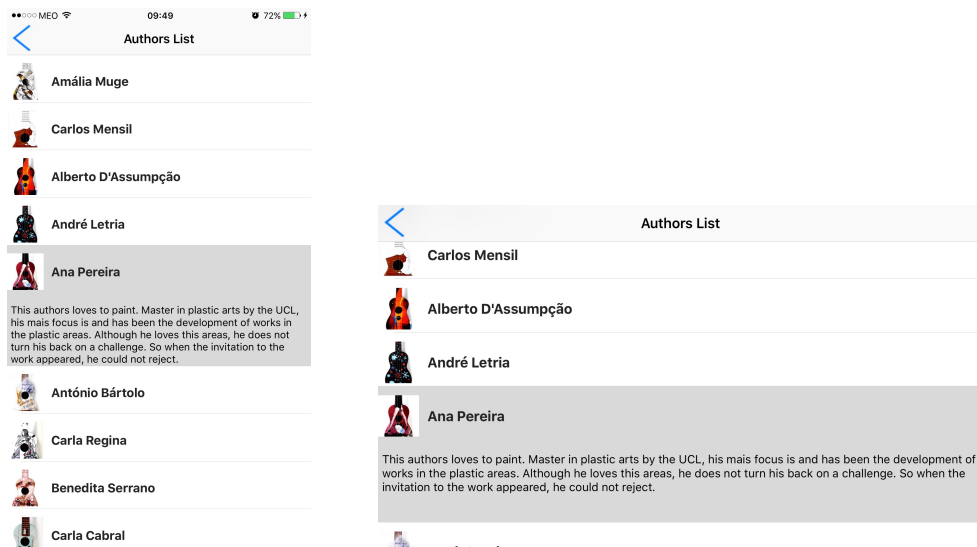 MEO 09:49 72%
Authors List
Amália Muge
Carlos Mensil
Alberto D'Assumpção
André Letria
Ana Pereira
This authors loves to paint. Master in plastic arts by the UCL,
his mais focus is and has been the development of works in
the plastic areas. Although he loves this areas, he does not
turn his back on a challenge. So when the invitation to the
work appeared, he could not reject.
António Bártolo
Carla Regina
Benedita Serrano
Carla Cabral
Authors List
Carlos Mensil
Alberto D'Assumpção
André Letria
Ana Pereira
This authors loves to paint. Master in plastic arts by the UCL, his mais focus is and has been the development of
works in the plastic areas. Although he loves this areas, he does not turn his back on a challenge. So when the
invitation to the work appeared, he could not reject.